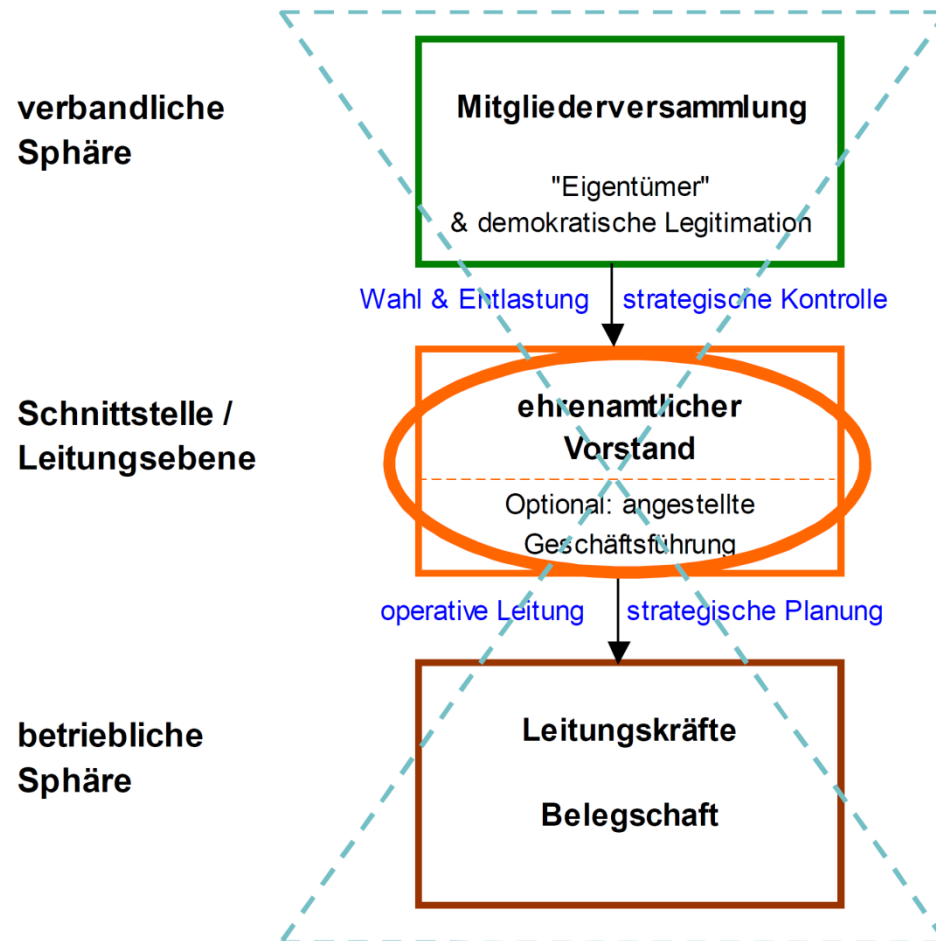 verbandliche
Sphäre
Mitgliederversammlung
"Eigentümer"
& demokratische Legitimation
Wahl & Entlastung strategische Kontrolle
Schnittstelle /
Leitungsebene
ehrenamtlicher
Vorstand
Optional: angestellte
Geschäftsführung
operative Leitung strategische Planung
betriebliche
Sphäre
Leitungskräfte
Belegschaft